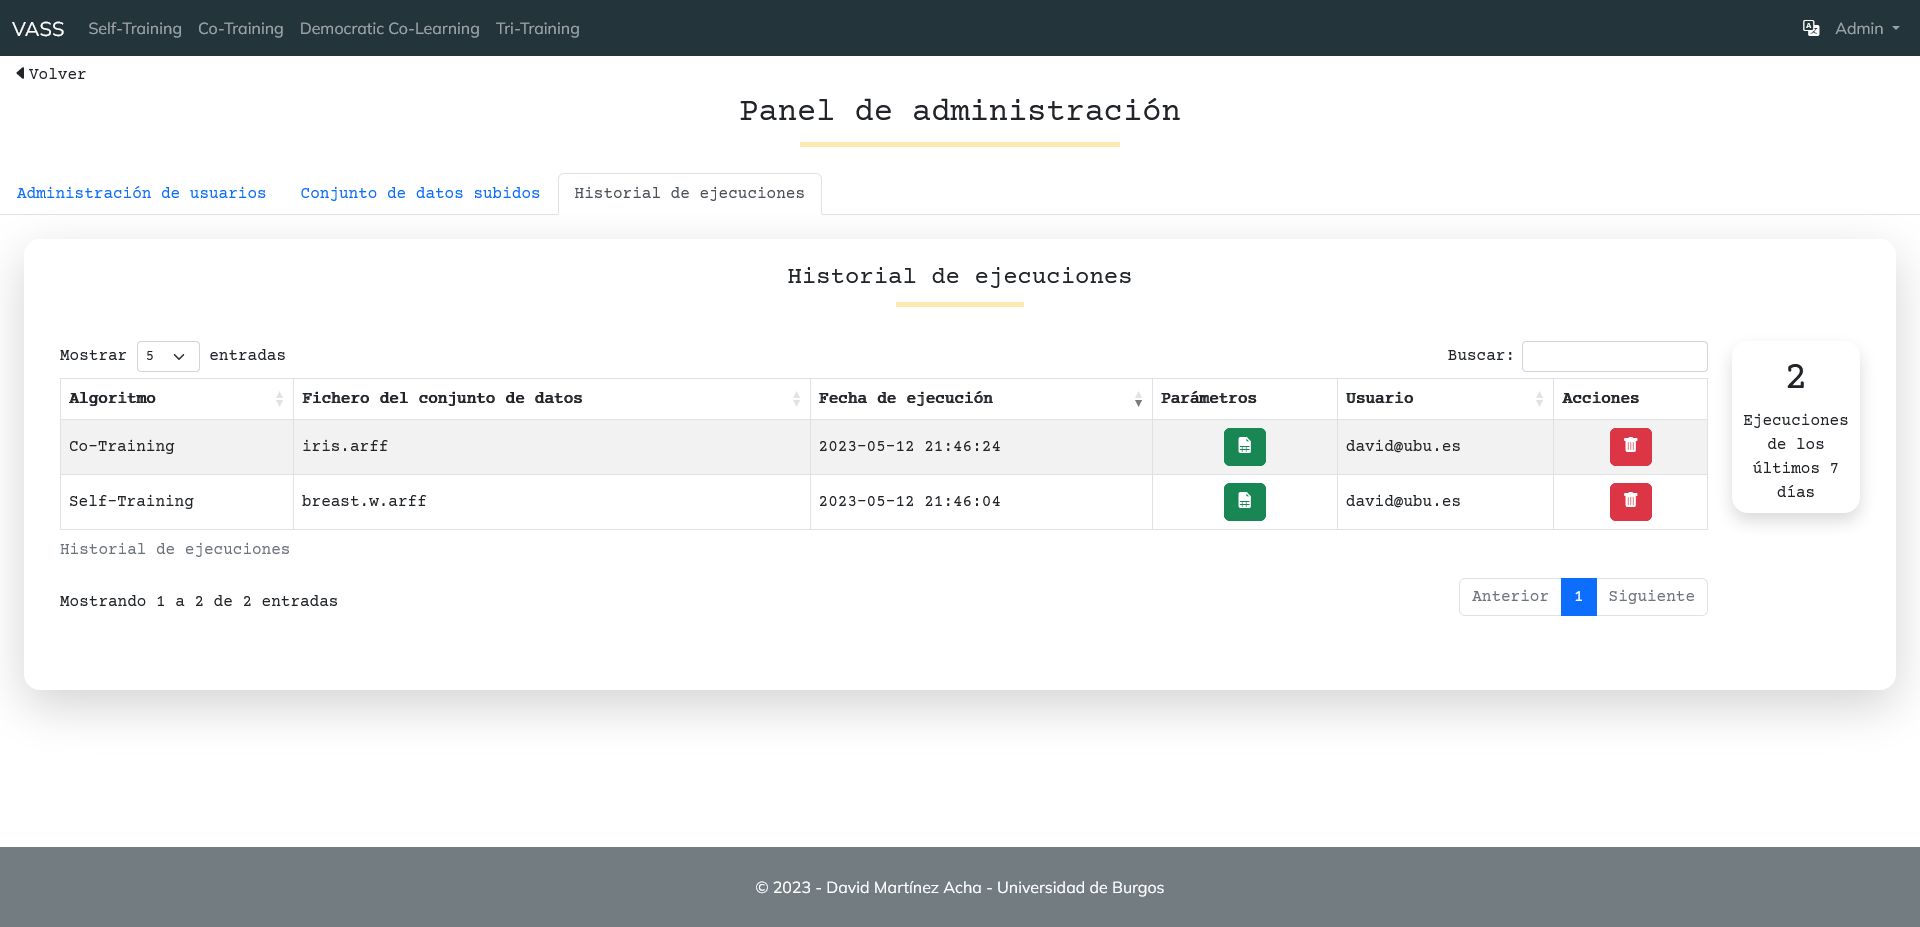 VASS Self-Training Co-Training Democratic Co-Learning Tri-Training Admin
Volver
Panel de administración
Administración de usuarios Conjunto de datos subidos Historial de ejecuciones
Historial de ejecuciones
Mostrar 5 entradas Buscar:
Algoritmo Fichero del conjunto de datos Fecha de ejecución Parámetros Usuario Acciones
Co-Training iris.arff 2023-05-12 21:46:24 david@ubu.es
Self-Training breast.w.arff 2023-05-12 21:46:04 david@ubu.es
Historial de ejecuciones
Mostrando 1 a 2 de 2 entradas
Anterior 1 Siguiente
2
Ejecuciones
de los
últimos 7
días
© 2023 - David Martínez Acha - Universidad de Burgos